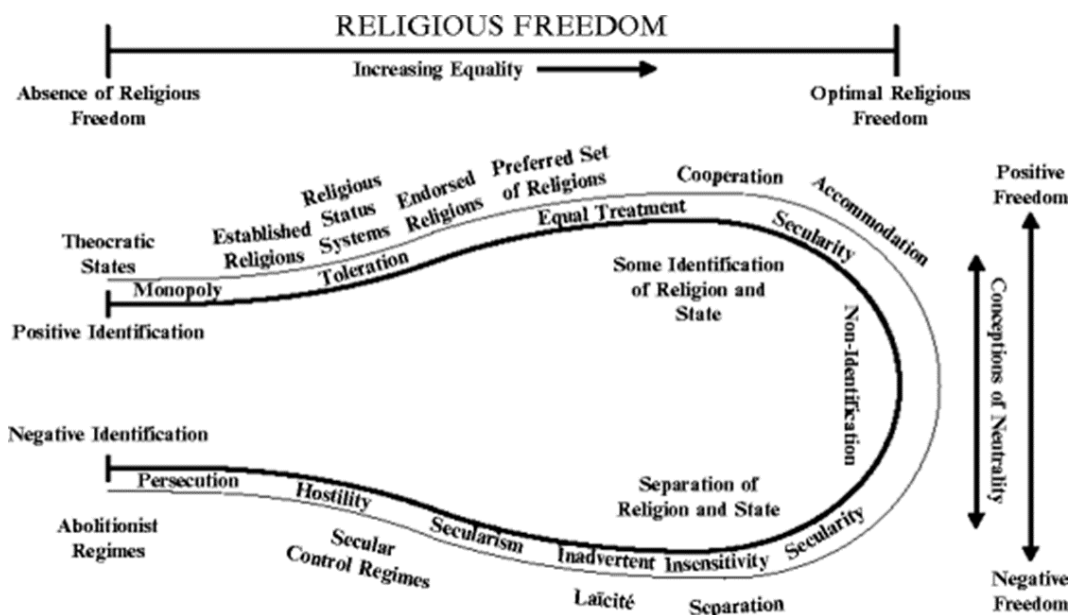 RELIGIOUS FREEDOM
Increasing Equality
Absence of Religious
Freedom
Optimal Religious
Freedom
Theocratic
States
Established
Religions
Religious
Status
Systems
Endorsed
Religions
Preferred Set
of Religions
Cooperation
Accommodation
Positive
Freedom
Monopoly
Toleration
Equal Treatment
Secularity
Positive Identification
Some Identification
of Religion and
State
Non-Identification
Conceptions of Neutrality
Negative Identification
Separation of
Religion and State
Persecution
Hostility
Secularism
Inadvertent Insensitivity
Secularity
Abolitionist
Regimes
Secular
Control Regimes
Laïcité
Separation
Negative
Freedom